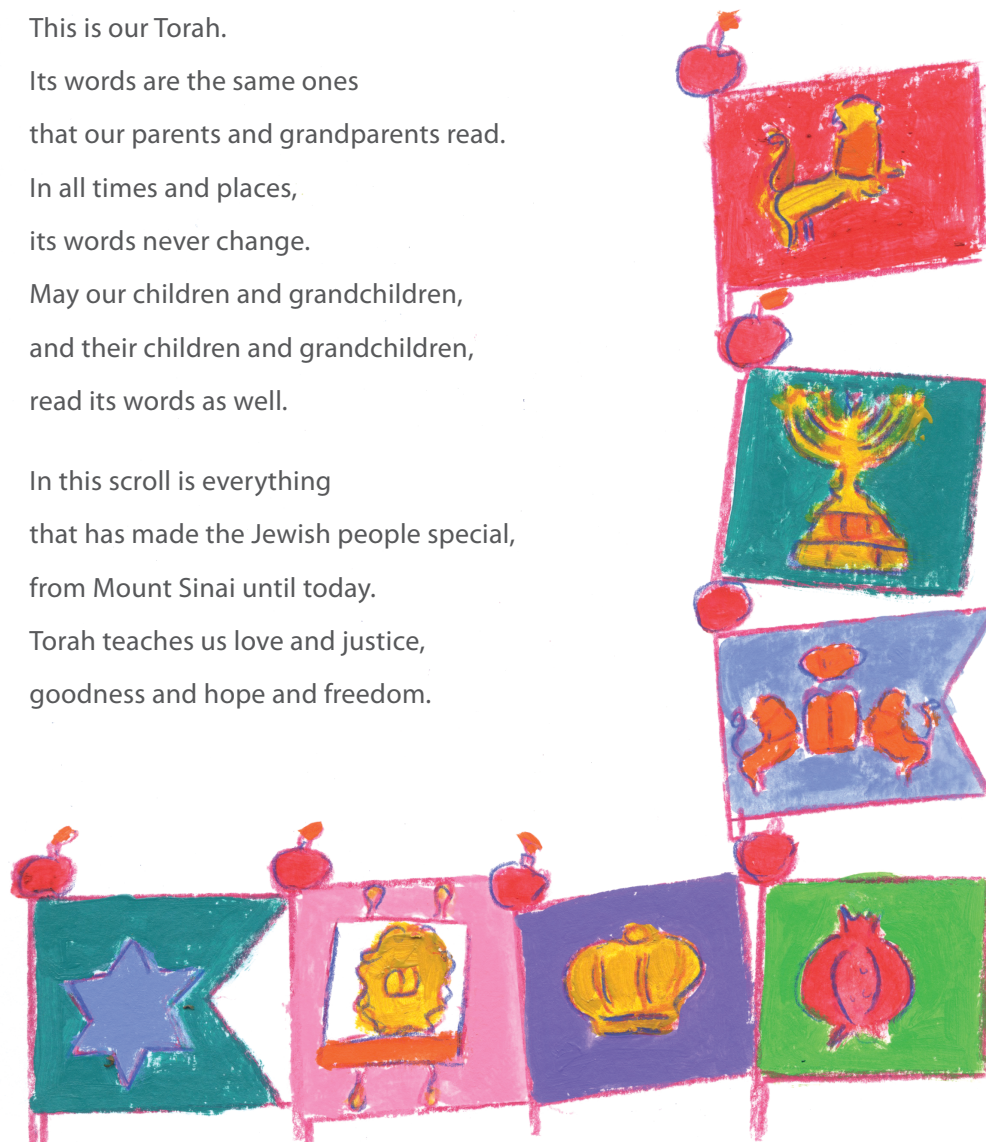 This is our Torah.
Its words are the same ones
that our parents and grandparents read.
In all times and places,
its words never change.
May our children and grandchildren,
and their children and grandchildren,
read its words as well.
In this scroll is everything
that has made the Jewish people special,
from Mount Sinai until today.
Torah teaches us love and justice,
goodness and hope and freedom.